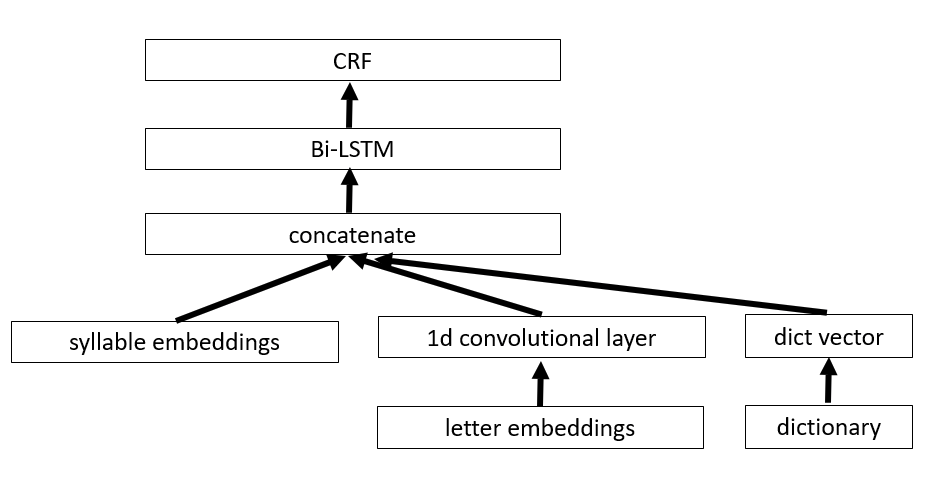 CRF
Bi-LSTM
concatenate
syllable embeddings
1d convolutional layer
dict vector
letter embeddings
dictionary